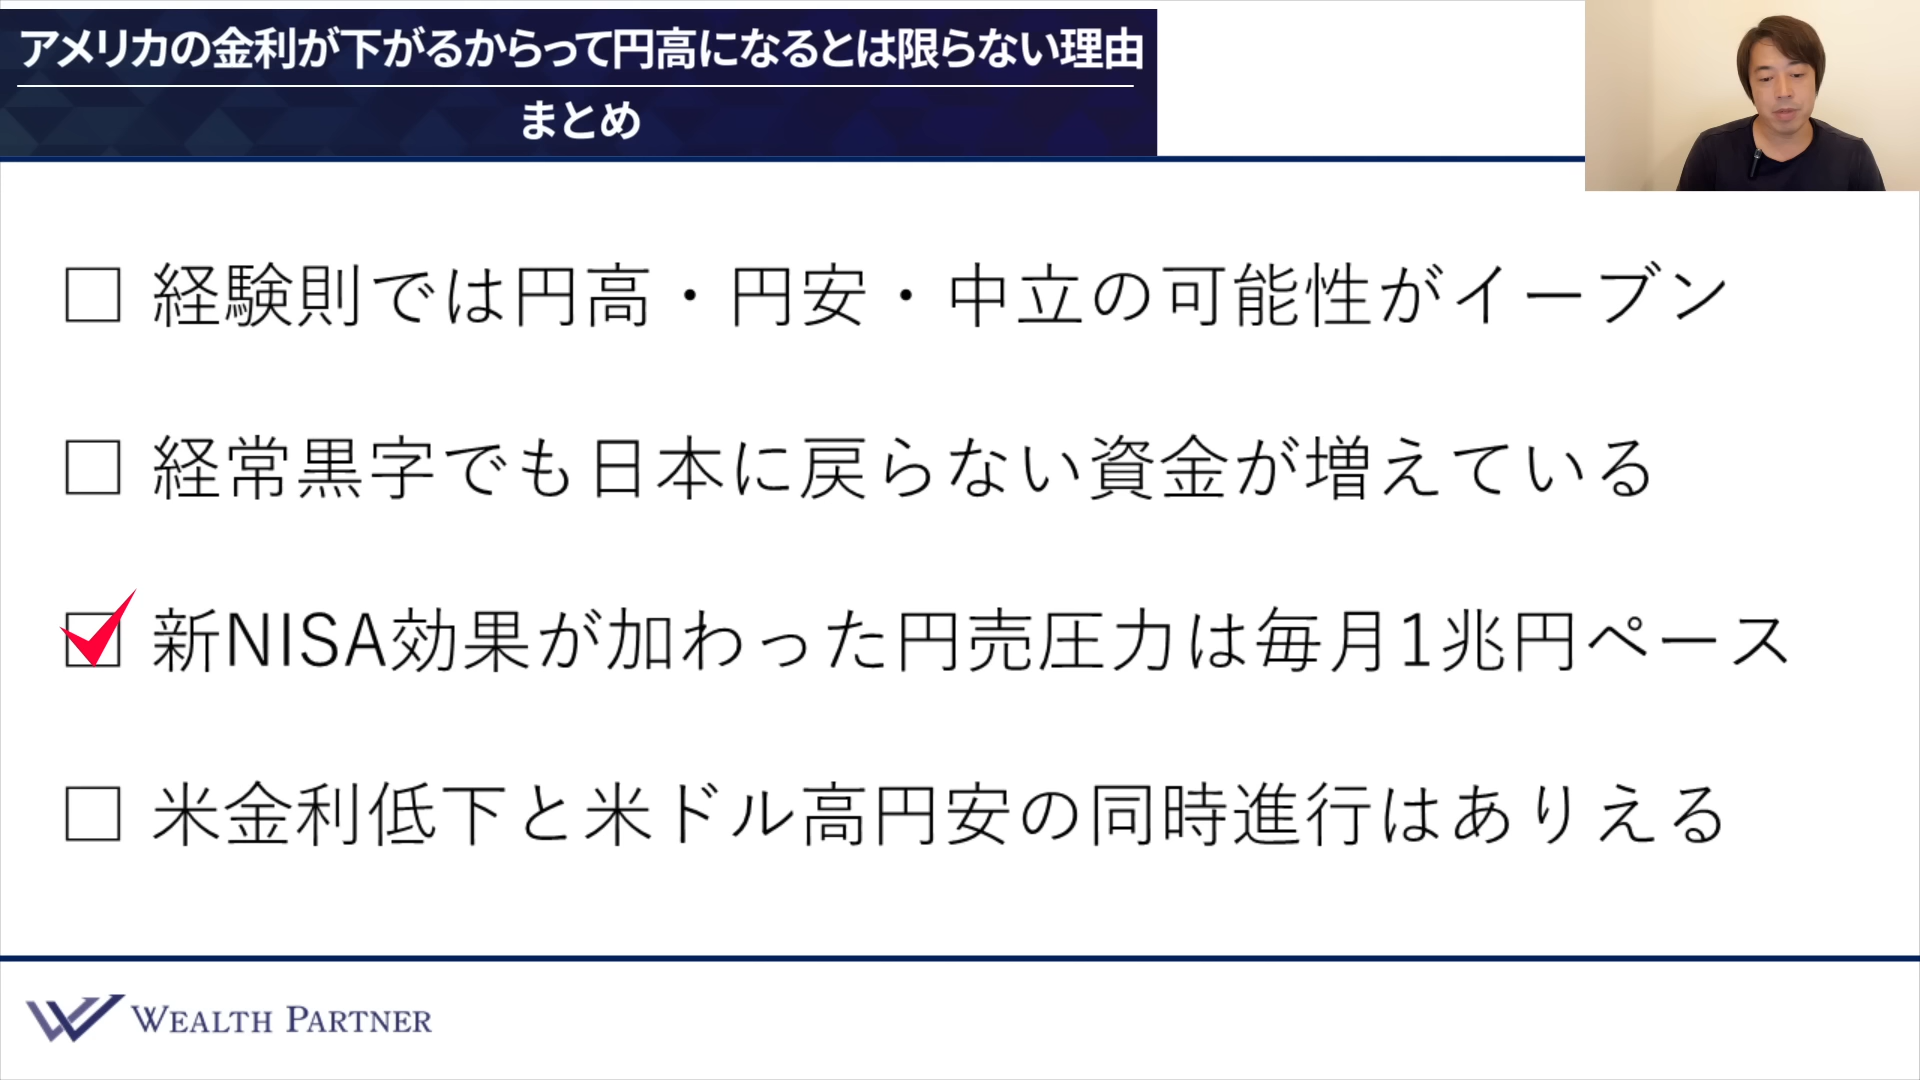 アメリカの金利が下がるからって円高になるとは限らない理由
まとめ
□ 経験則では円高・円安・中立の可能性がイーブン
□ 経常黒字でも日本に戻らない資金が増えている
☑ 新NISA効果が加わった円売圧力は毎月1兆円ペース
□ 米金利低下と米ドル高円安の同時進行はありえる
WEALTH PARTNER